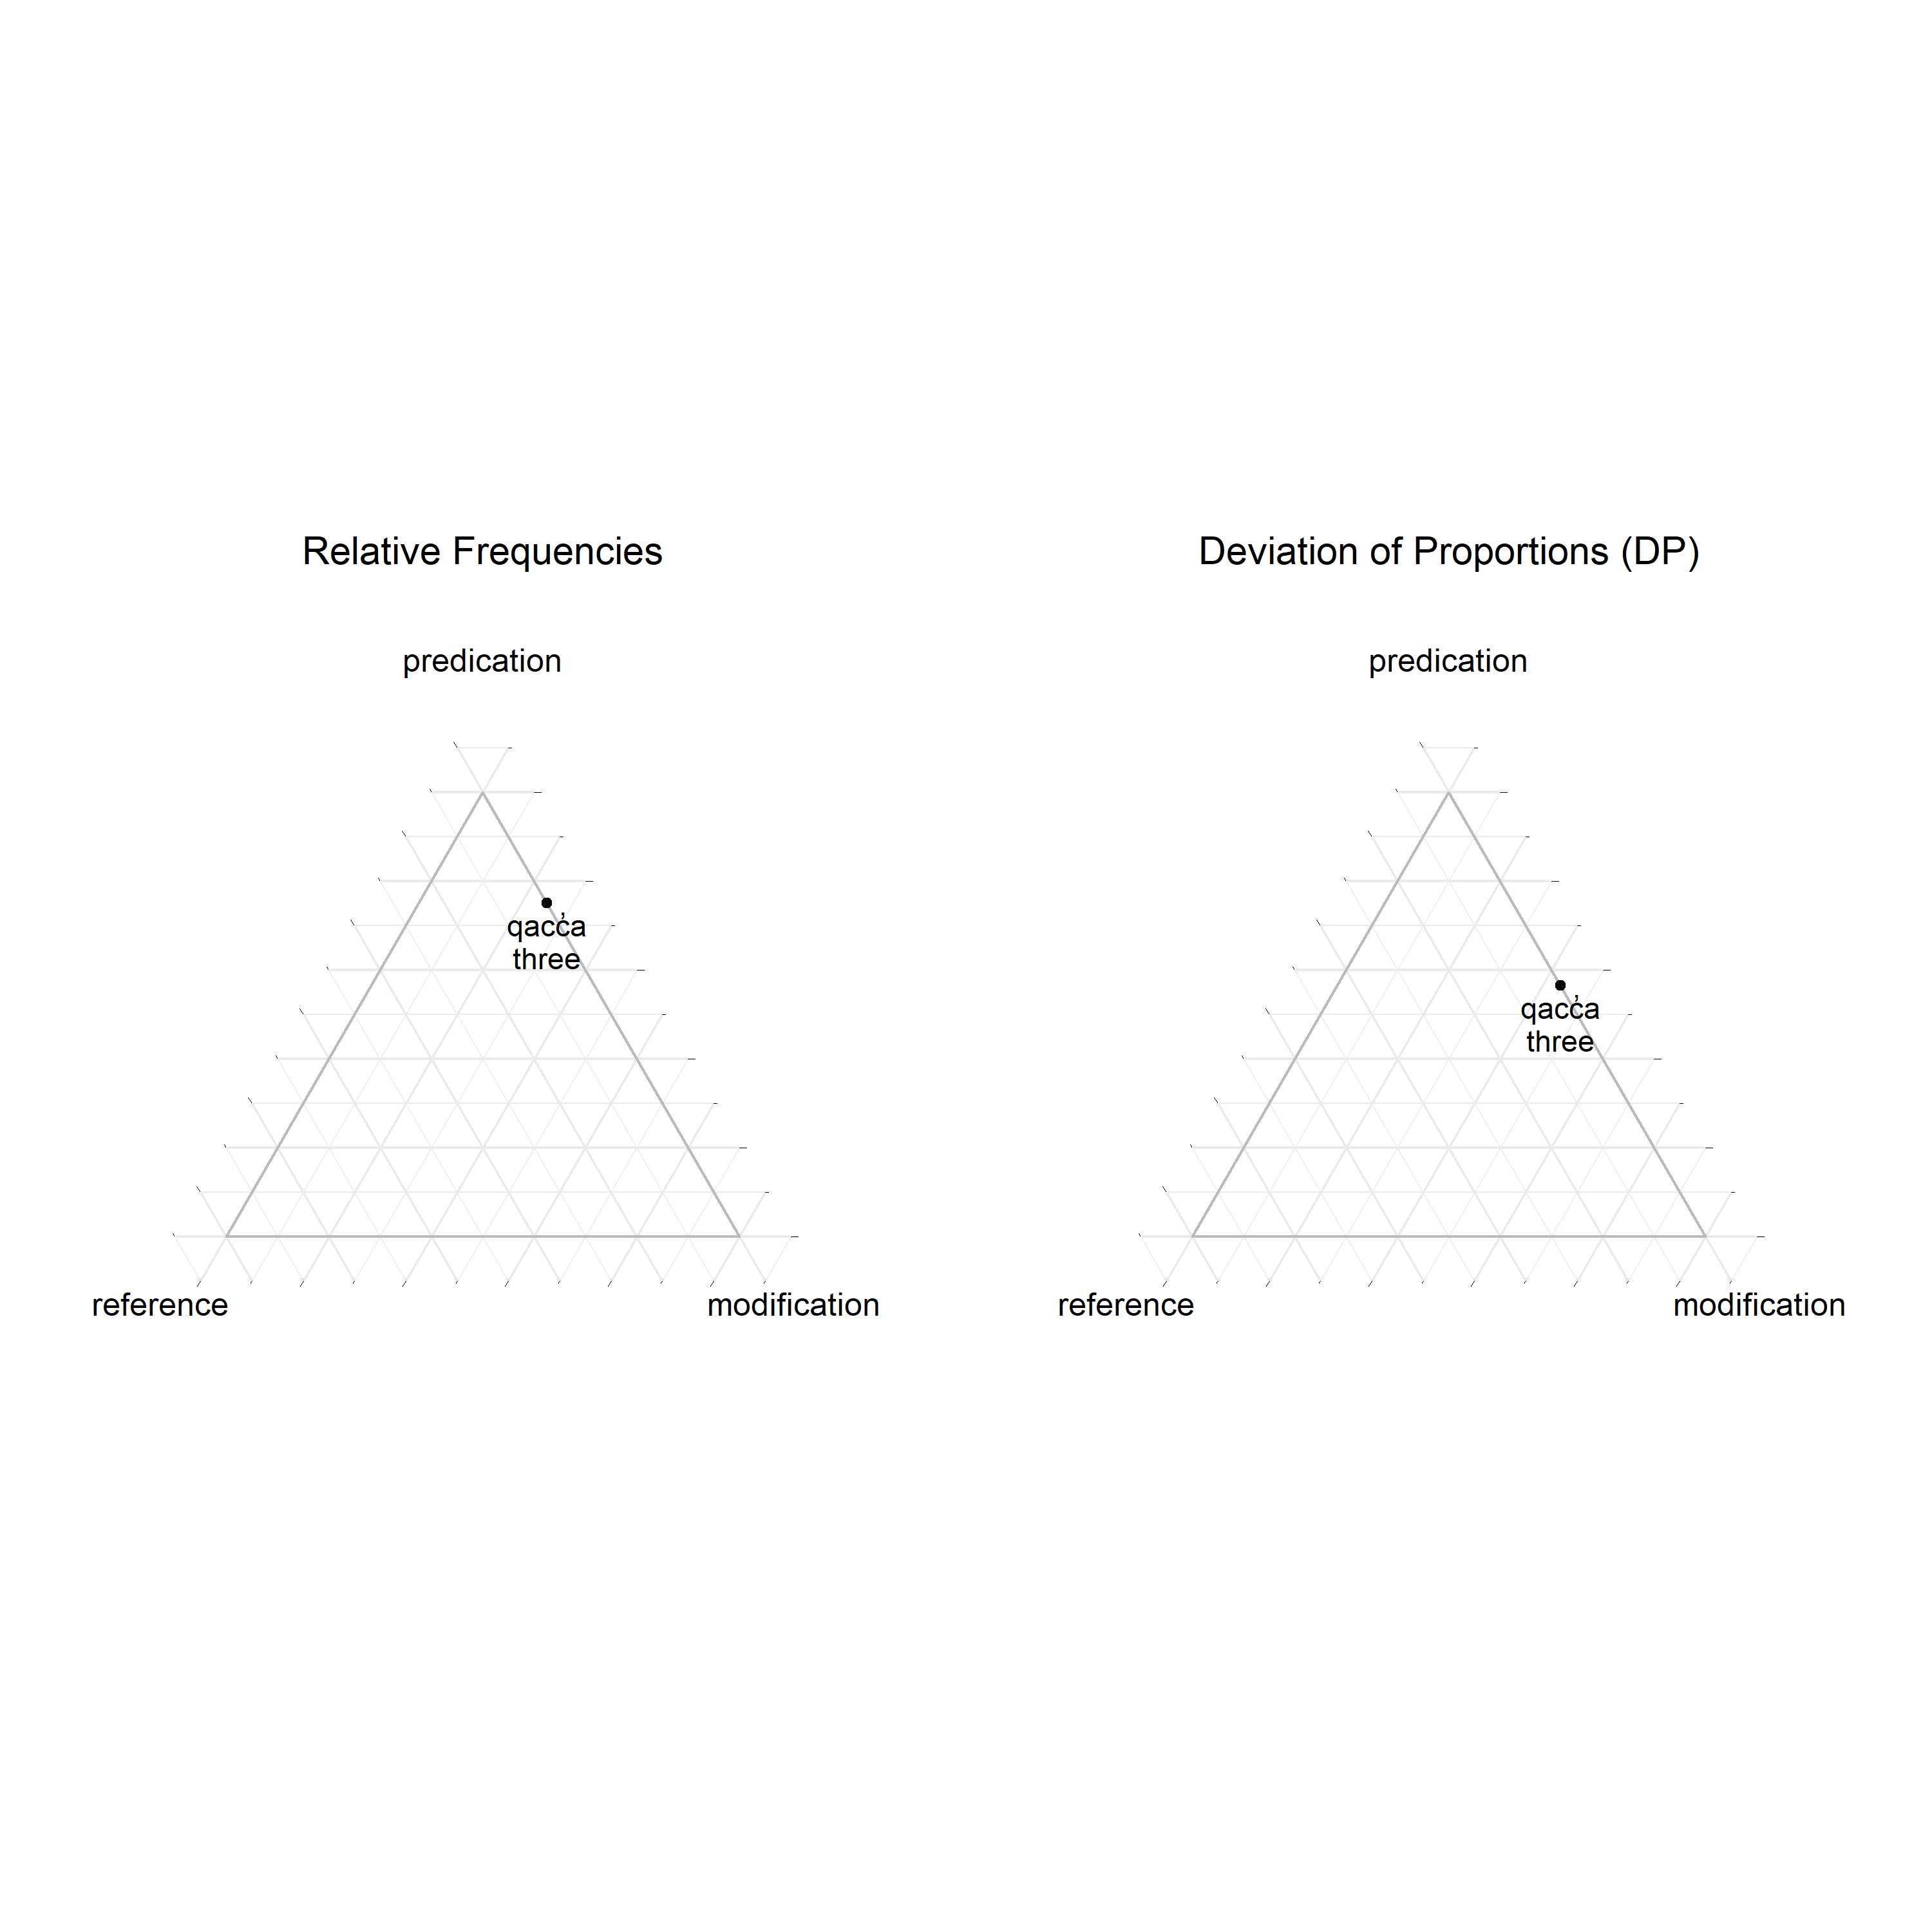 Relative Frequencies
predication
qacc̓a
three
reference
modification
Deviation of Proportions (DP)
predication
qacc̓a
three
reference
modification